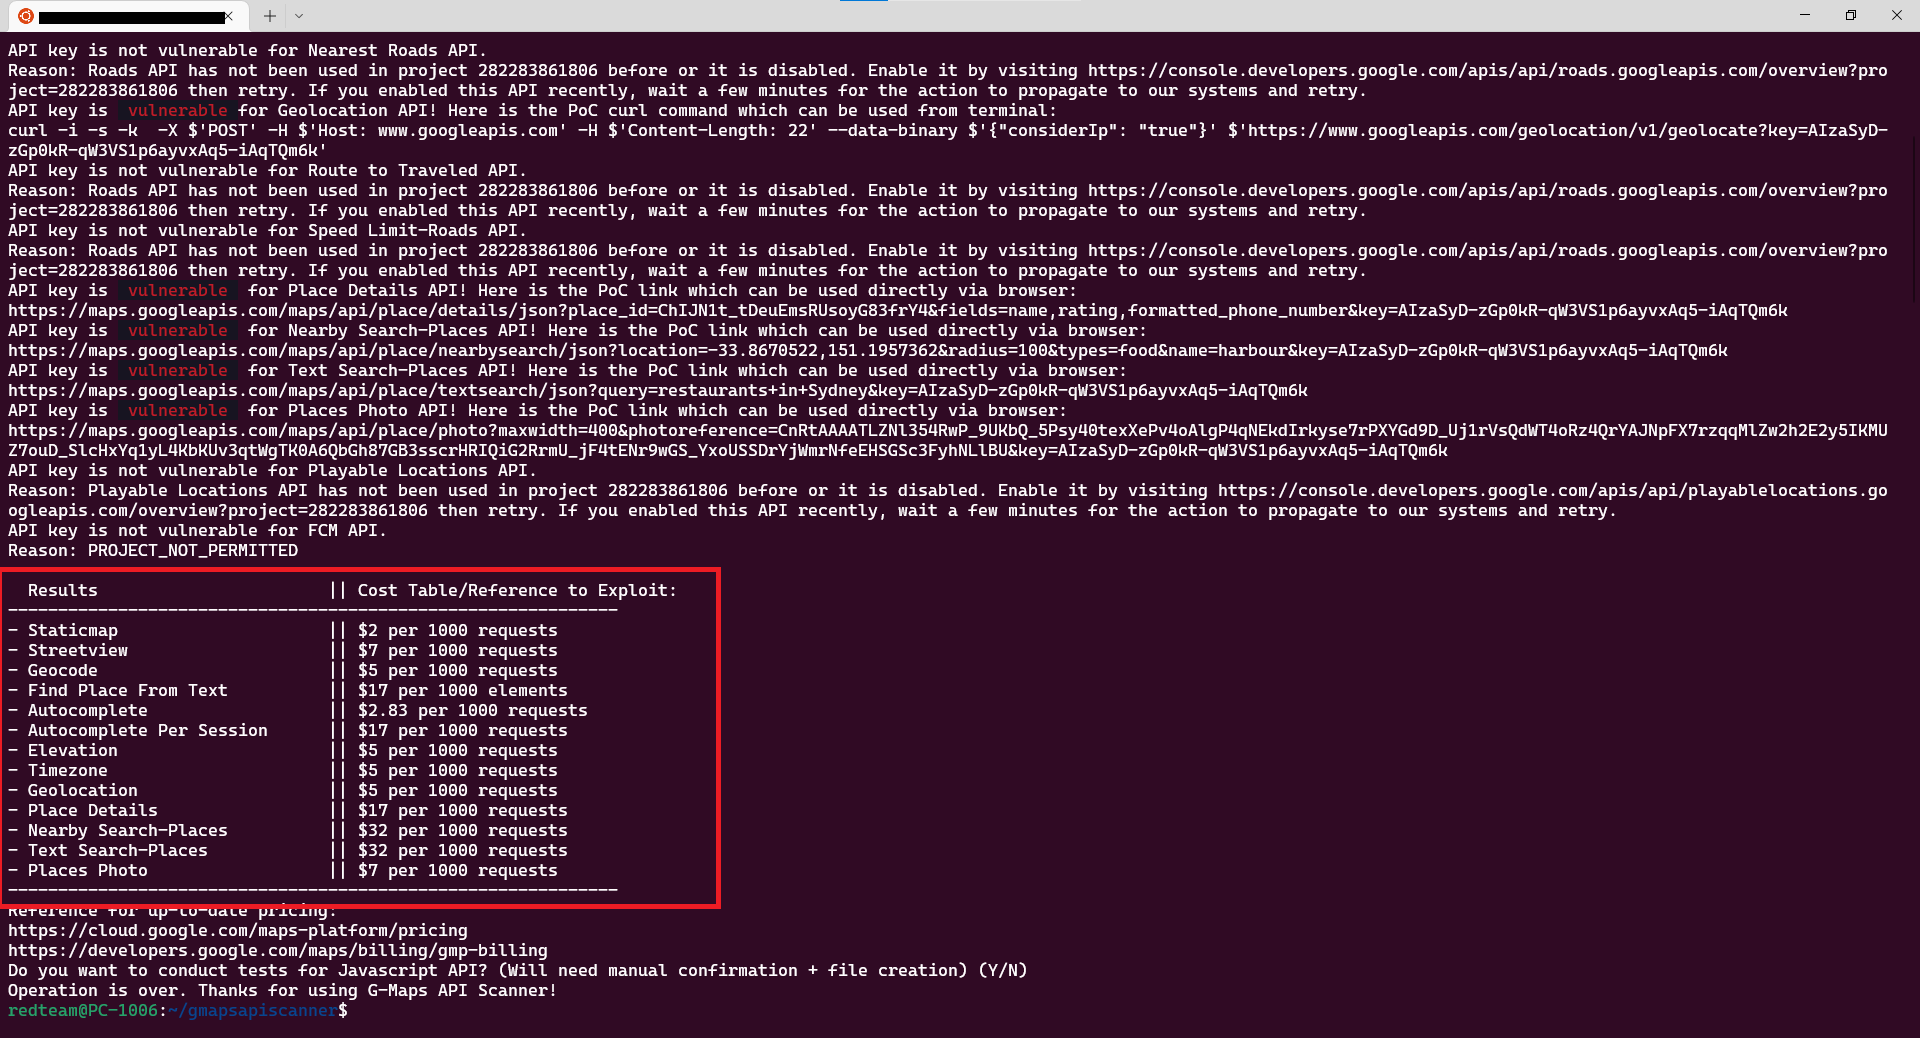 API key is not vulnerable for Nearest Roads API.
Reason: Roads API has not been used in project 282283861806 before or it is disabled. Enable it by visiting https://console.developers.google.com/apis/api/roads.googleapis.com/overview?pro
ject=282283861806 then retry. If you enabled this API recently, wait a few minutes for the action to propagate to our systems and retry.
API key is  vulnerable for Geolocation API! Here is the PoC curl command which can be used from terminal:
curl -i -s -k  -X $'POST' -H $'Host: www.googleapis.com' -H $'Content-Length: 22' --data-binary $'{"considerIp": "true"}' $'https://www.googleapis.com/geolocation/v1/geolocate?key=AIzaSyD-
zGp0kR-qW3VS1p6ayvxAq5-iAqTQm6k'
API key is not vulnerable for Route to Traveled API.
Reason: Roads API has not been used in project 282283861806 before or it is disabled. Enable it by visiting https://console.developers.google.com/apis/api/roads.googleapis.com/overview?pro
ject=282283861806 then retry. If you enabled this API recently, wait a few minutes for the action to propagate to our systems and retry.
API key is not vulnerable for Speed Limit-Roads API.
Reason: Roads API has not been used in project 282283861806 before or it is disabled. Enable it by visiting https://console.developers.google.com/apis/api/roads.googleapis.com/overview?pro
ject=282283861806 then retry. If you enabled this API recently, wait a few minutes for the action to propagate to our systems and retry.
API key is  vulnerable  for Place Details API! Here is the PoC link which can be used directly via browser:
https://maps.googleapis.com/maps/api/place/details/json?place_id=ChIJN1t_tDeuEmsRUsoyG83frY4&fields=name,rating,formatted_phone_number&key=AIzaSyD-zGp0kR-qW3VS1p6ayvxAq5-iAqTQm6k
API key is  vulnerable  for Nearby Search-Places API! Here is the PoC link which can be used directly via browser:
https://maps.googleapis.com/maps/api/place/nearbysearch/json?location=-33.8670522,151.1957362&radius=100&types=food&name=harbour&key=AIzaSyD-zGp0kR-qW3VS1p6ayvxAq5-iAqTQm6k
API key is  vulnerable  for Text Search-Places API! Here is the PoC link which can be used directly via browser:
https://maps.googleapis.com/maps/api/place/textsearch/json?query=restaurants+in+Sydney&key=AIzaSyD-zGp0kR-qW3VS1p6ayvxAq5-iAqTQm6k
API key is  vulnerable  for Places Photo API! Here is the PoC link which can be used directly via browser:
https://maps.googleapis.com/maps/api/place/photo?maxwidth=400&photoreference=CnRtAAAATLZNl354RwP_9UKbQ_5Psy40texXePv4oAlgP4qNEkdIrkyse7rPXYGd9D_Uj1rVsQdWT4oRz4QrYAJNpFX7rzqqMlZw2h2E2y5IKMU
Z7ouD_SlcHxYq1yL4KbKUv3qtWgTK0A6QbGh87GB3sscrHRIQiG2RrmU_jF4tENr9wGS_YxoUSSDrYjWmrNfeEHSGSc3FyhNLlBU&key=AIzaSyD-zGp0kR-qW3VS1p6ayvxAq5-iAqTQm6k
API key is not vulnerable for Playable Locations API.
Reason: Playable Locations API has not been used in project 282283861806 before or it is disabled. Enable it by visiting https://console.developers.google.com/apis/api/playablelocations.go
ogleapis.com/overview?project=282283861806 then retry. If you enabled this API recently, wait a few minutes for the action to propagate to our systems and retry.
API key is not vulnerable for FCM API.
Reason: PROJECT_NOT_PERMITTED
Results || Cost Table/Reference to Exploit:
-------------------------------------------------------------
- Staticmap || $2 per 1000 requests
- Streetview || $7 per 1000 requests
- Geocode || $5 per 1000 requests
- Find Place From Text || $17 per 1000 elements
- Autocomplete || $2.83 per 1000 requests
- Autocomplete Per Session || $17 per 1000 requests
- Elevation || $5 per 1000 requests
- Timezone || $5 per 1000 requests
- Geolocation || $5 per 1000 requests
- Place Details || $17 per 1000 requests
- Nearby Search-Places || $32 per 1000 requests
- Text Search-Places || $32 per 1000 requests
- Places Photo || $7 per 1000 requests
-------------------------------------------------------------
Reference for up-to-date pricing:
https://cloud.google.com/maps-platform/pricing
https://developers.google.com/maps/billing/gmp-billing
Do you want to conduct tests for Javascript API? (Will need manual confirmation + file creation) (Y/N)
Operation is over. Thanks for using G-Maps API Scanner!
redteam@PC-1006:~/gmapsapiscanner$